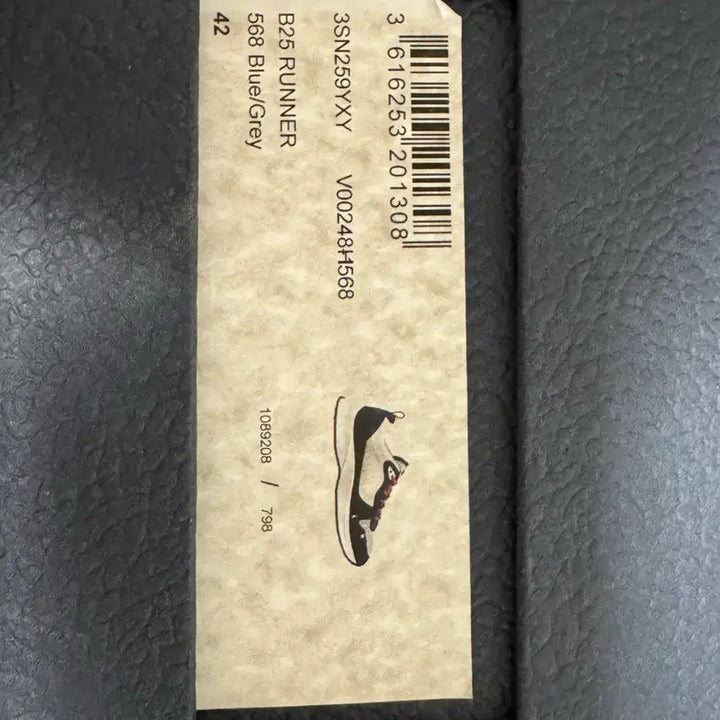 3 616253 201308
3SN259YXY V00248H568
B25 RUNNER
568 Blue/Grey
42
1089208 / 798